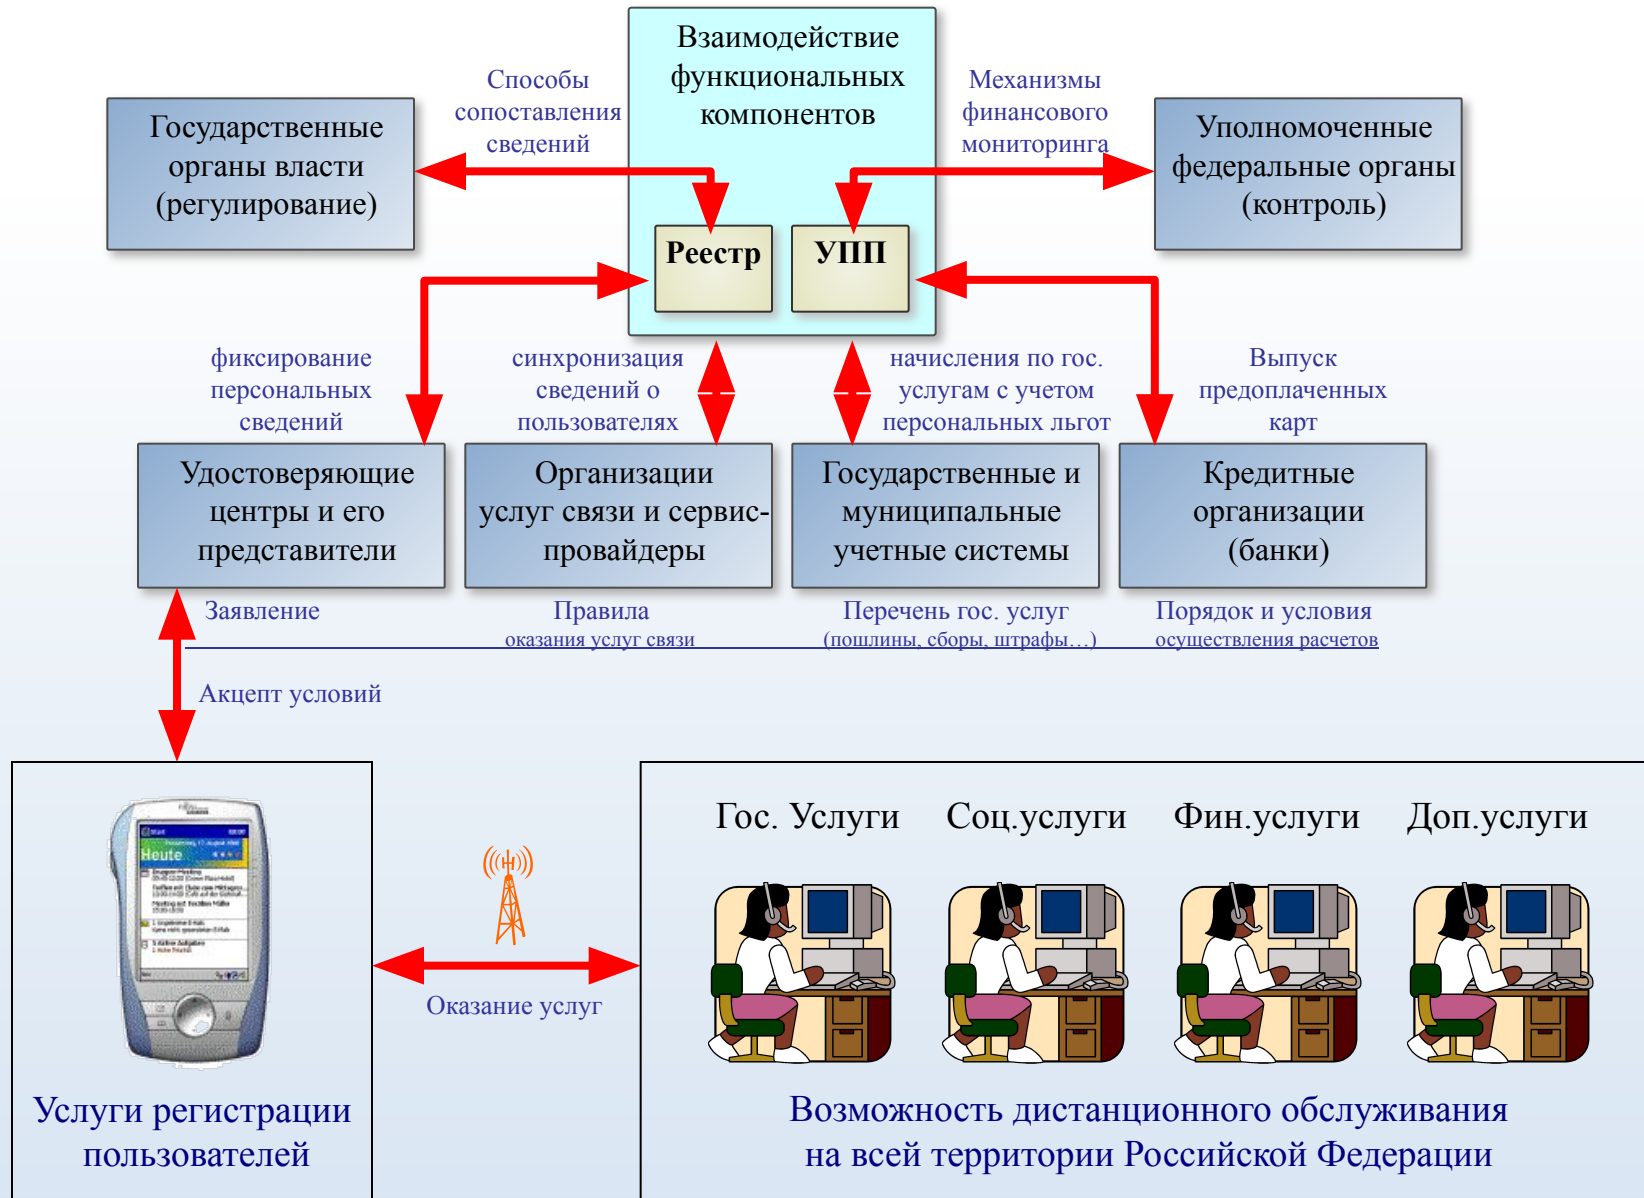 Взаимодействие
функциональных
компонентов
Способы
сопоставления
сведений
Механизмы
финансового
мониторинга
Государственные
органы власти
(регулирование)
Уполномоченные
федеральные органы
(контроль)
Реестр
УПП
фиксирование
персональных
сведений
синхронизация
сведений о
пользователях
начисления по гос.
услугам с учетом
персональных льгот
Выпуск
предоплаченных
карт
Удостоверяющие
центры и его
представители
Организации
услуг связи и сервис-
провайдеры
Государственные и
муниципальные
учетные системы
Кредитные
организации
(банки)
Заявление
Правила
оказания услуг связи
Перечень гос. услуг
(пошлины, сборы, штрафы…)
Порядок и условия
осуществления расчетов
Акцепт условий
Heute
Оказание услуг
Услуги регистрации
пользователей
Гос. Услуги
Соц.услуги
Фин.услуги
Доп.услуги
Возможность дистанционного обслуживания
на всей территории Российской Федерации